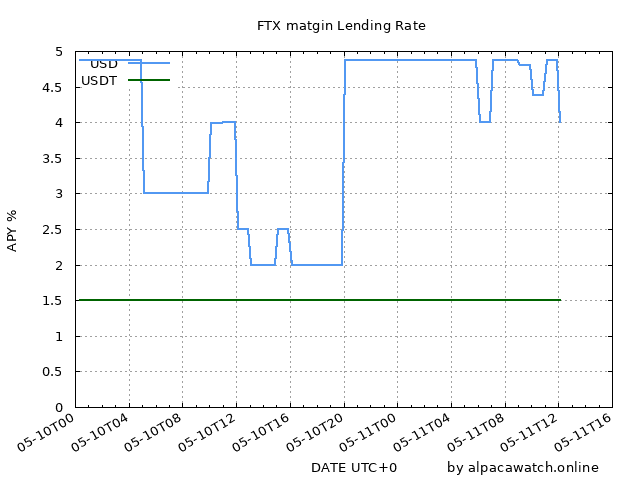 FTX matgin Lending Rate
USD
USDT
5
4.5
4
3.5
3
2.5
2
1.5
1
0.5
0
APY %
05-10T00
05-10T04
05-10T08
05-10T12
05-10T16
05-10T20
05-11T00
05-11T04
05-11T08
05-11T12
05-11T16
DATE UTC+0
by alpacawatch.online